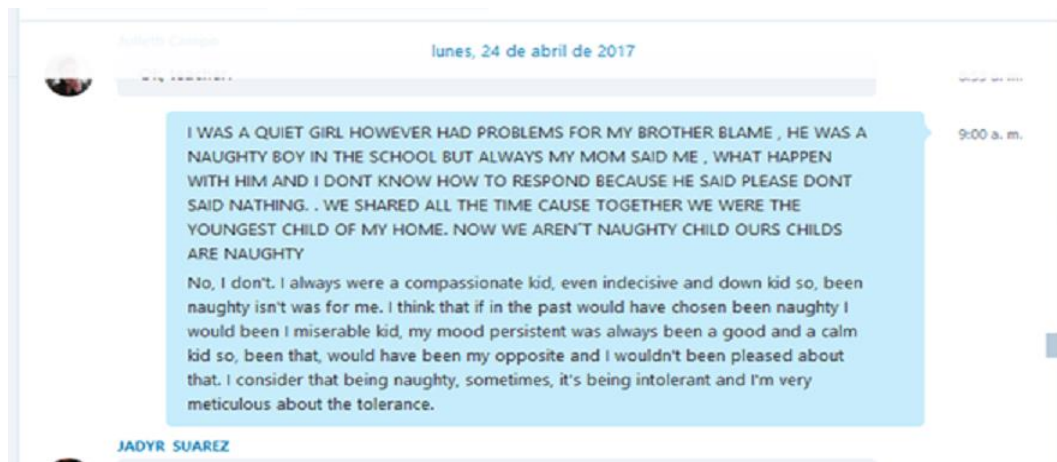 lunes, 24 de abril de 2017
I WAS A QUIET GIRL HOWEVER HAD PROBLEMS FOR MY BROTHER BLAME , HE WAS A
9:00 a. m.
NAUGHTY BOY IN THE SCHOOL BUT ALWAYS MY MOM SAID ME , WHAT HAPPEN
WITH HIM AND I DONT KNOW HOW TO RESPOND BECAUSE HE SAID PLEASE DONT
SAID NATHING. . WE SHARED ALL THE TIME CAUSE TOGETHER WE WERE THE
YOUNGEST CHILD OF MY HOME. NOW WE AREN´T NAUGHTY CHILD OURS CHILDS
ARE NAUGHTY
No, I don't. I always were a compassionate kid, even indecisive and down kid so, been
naughty isn't was for me. I think that if in the past would have chosen been naughty I
would been I miserable kid, my mood persistent was always been a good and a calm
kid so, been that, would have been my opposite and I wouldn't been pleased about
that. I consider that being naughty, sometimes, it's being intolerant and I'm very
meticulous about the tolerance.
JADYR SUAREZ